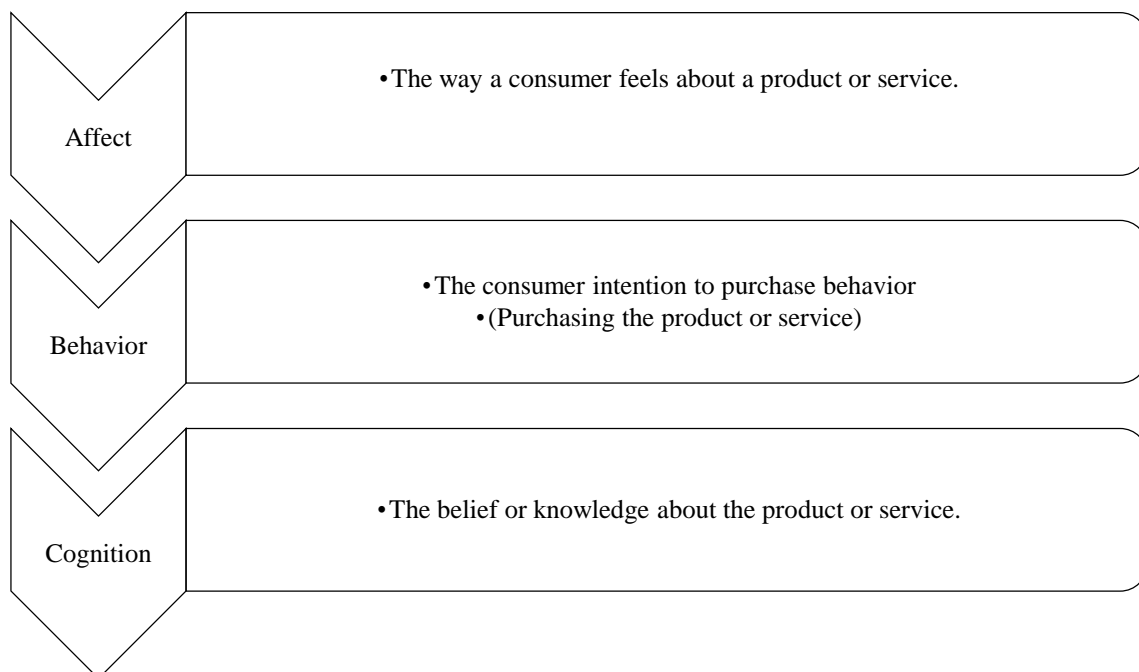 •The way a consumer feels about a product or service.
Affect
•The consumer intention to purchase behavior
•(Purchasing the product or service)
Behavior
•The belief or knowledge about the product or service.
Cognition